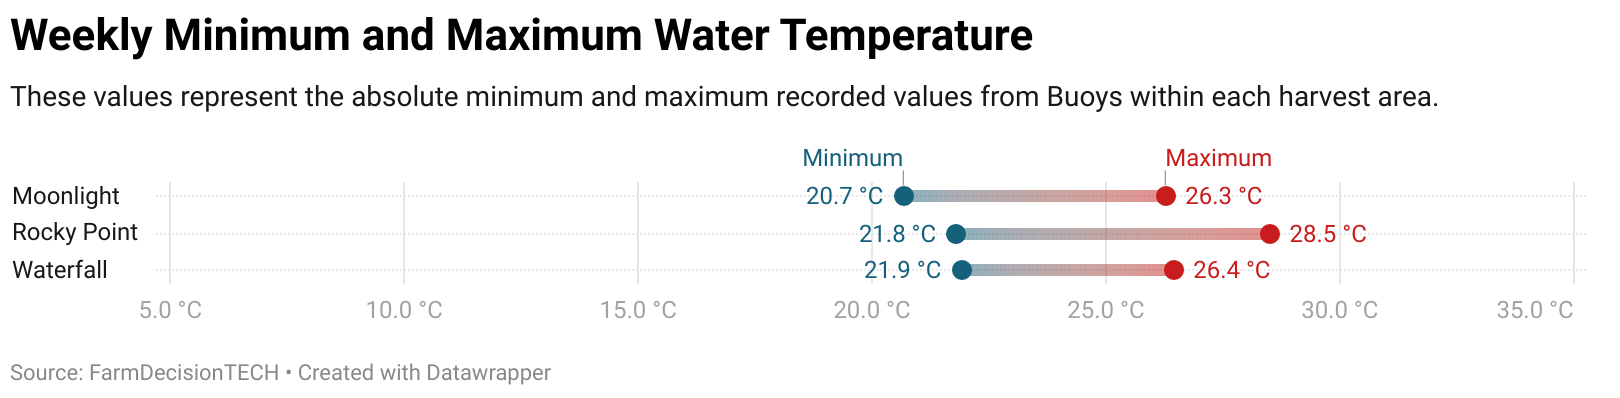 Weekly Minimum and Maximum Water Temperature
These values represent the absolute minimum and maximum recorded values from Buoys within each harvest area.
Minimum Maximum
Moonlight 20.7 °C 26.3 °C
Rocky Point 21.8 °C 28.5 °C
Waterfall 21.9 °C 26.4 °C
5.0 °C 10.0 °C 15.0 °C 20.0 °C 25.0 °C 30.0 °C 35.0 °C
Source: FarmDecisionTECH • Created with Datawrapper